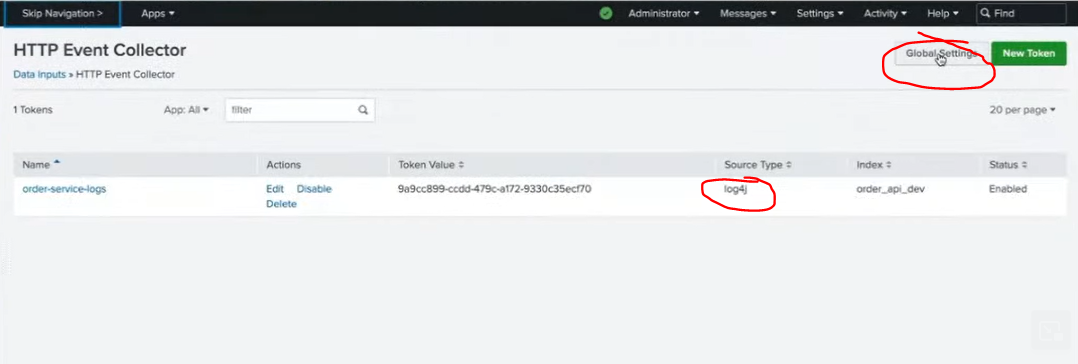 Skip Navigation > Apps Administrator Messages Settings Activity Help Find
HTTP Event Collector
Global Settings New Token
Data Inputs » HTTP Event Collector
1 Tokens App: All filter 20 per page
Name Actions Token Value Source Type Index Status
order-service-logs Edit Disable 9a9cc899-ccdd-479c-a172-9330c35ecf70 log4j order_api_dev Enabled
Delete